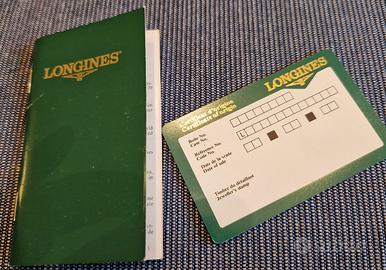 LONGINES
LONGINES
Certificat d'origine
Certificate of origin
Boîte No.
Case No.
L
Référence No.
Code No.
Date de la vente
Date of sale
Timbre du détaillant
Jeweller's stamp